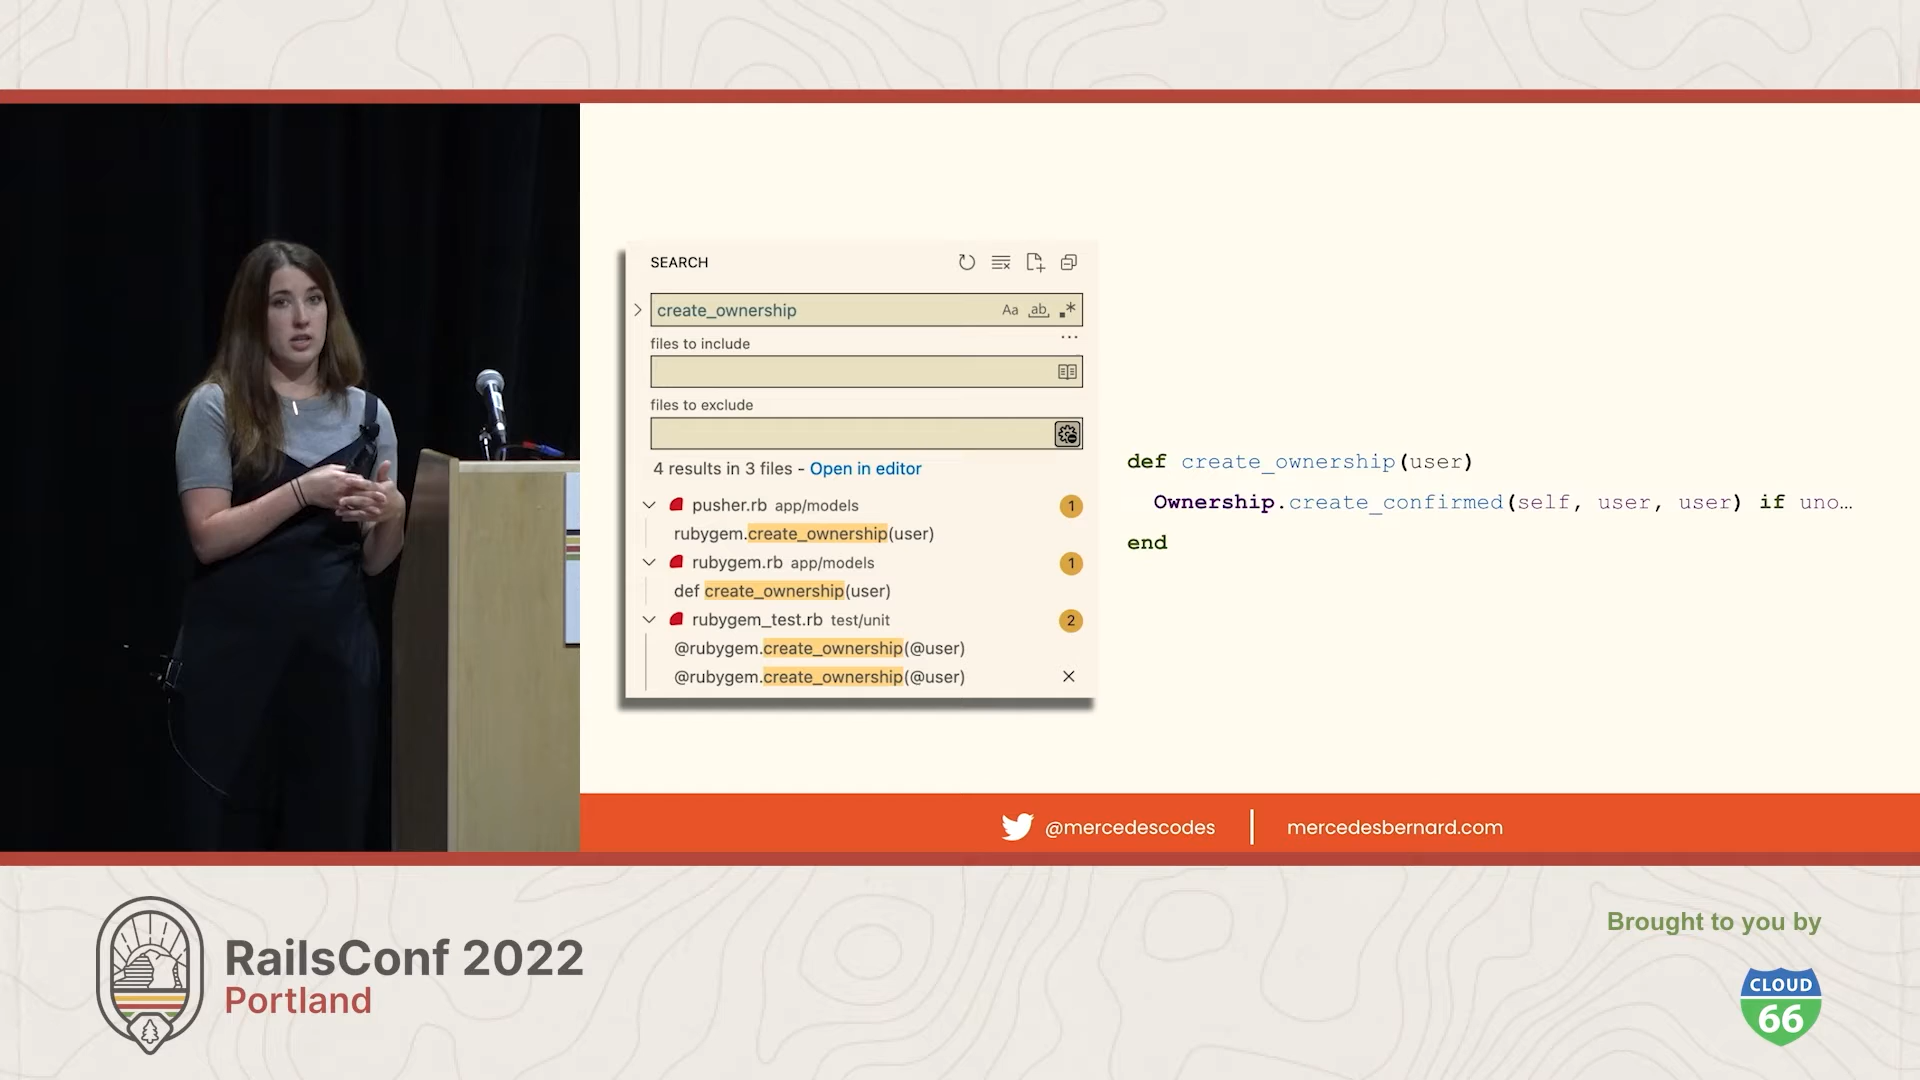 SEARCH
create_ownership
Aa ab .*
files to include
...
files to exclude
4 results in 3 files - Open in editor
pusher.rb app/models 1
rubygem.create_ownership(user)
rubygem.rb app/models 1
def create_ownership(user)
rubygem_test.rb test/unit 2
@rubygem.create_ownership(@user)
@rubygem.create_ownership(@user)
def create_ownership(user)
Ownership.create_confirmed(self, user, user) if uno…
end
@mercedescodes | mercedesbernard.com
RailsConf 2022
Portland
Brought to you by
CLOUD
66